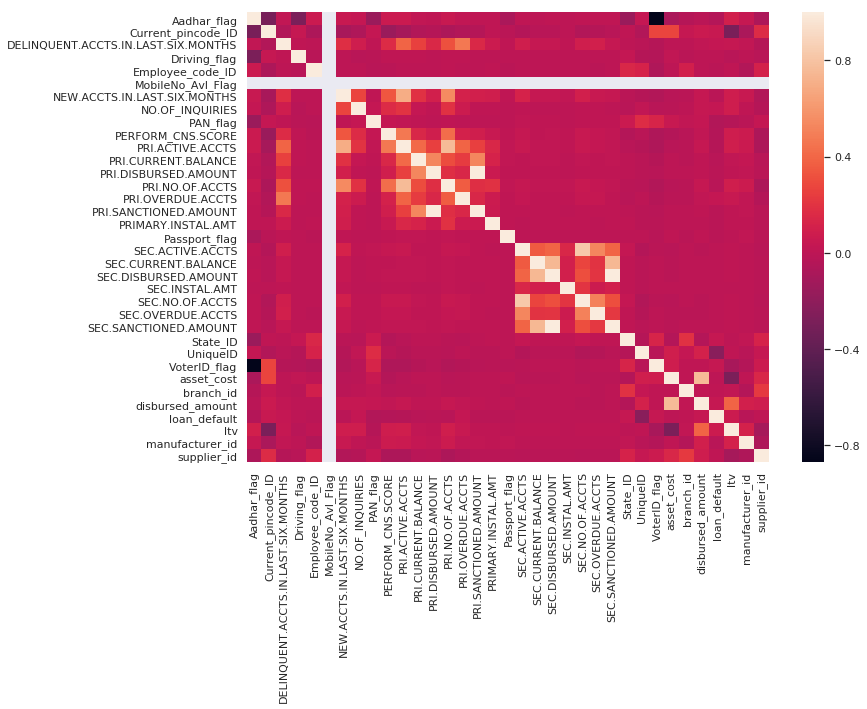 Aadhar_flag
Current_pincode_ID
DELINQUENT.ACCTS.IN.LAST.SIX.MONTHS
Driving_flag
Employee_code_ID
MobileNo_Avl_Flag
NEW.ACCTS.IN.LAST.SIX.MONTHS
NO.OF_INQUIRIES
PAN_flag
PERFORM_CNS.SCORE
PRI.ACTIVE.ACCTS
PRI.CURRENT.BALANCE
PRI.DISBURSED.AMOUNT
PRI.NO.OF.ACCTS
PRI.OVERDUE.ACCTS
PRI.SANCTIONED.AMOUNT
PRIMARY.INSTAL.AMT
Passport_flag
SEC.ACTIVE.ACCTS
SEC.CURRENT.BALANCE
SEC.DISBURSED.AMOUNT
SEC.INSTAL.AMT
SEC.NO.OF.ACCTS
SEC.OVERDUE.ACCTS
SEC.SANCTIONED.AMOUNT
State_ID
UniqueID
VoterID_flag
asset_cost
branch_id
disbursed_amount
loan_default
ltv
manufacturer_id
supplier_id
Aadhar_flag
Current_pincode_ID
DELINQUENT.ACCTS.IN.LAST.SIX.MONTHS
Driving_flag
Employee_code_ID
MobileNo_Avl_Flag
NEW.ACCTS.IN.LAST.SIX.MONTHS
NO.OF_INQUIRIES
PAN_flag
PERFORM_CNS.SCORE
PRI.ACTIVE.ACCTS
PRI.CURRENT.BALANCE
PRI.DISBURSED.AMOUNT
PRI.NO.OF.ACCTS
PRI.OVERDUE.ACCTS
PRI.SANCTIONED.AMOUNT
PRIMARY.INSTAL.AMT
Passport_flag
SEC.ACTIVE.ACCTS
SEC.CURRENT.BALANCE
SEC.DISBURSED.AMOUNT
SEC.INSTAL.AMT
SEC.NO.OF.ACCTS
SEC.OVERDUE.ACCTS
SEC.SANCTIONED.AMOUNT
State_ID
UniqueID
VoterID_flag
asset_cost
branch_id
disbursed_amount
loan_default
ltv
manufacturer_id
supplier_id
0.8
0.4
0.0
−0.4
−0.8